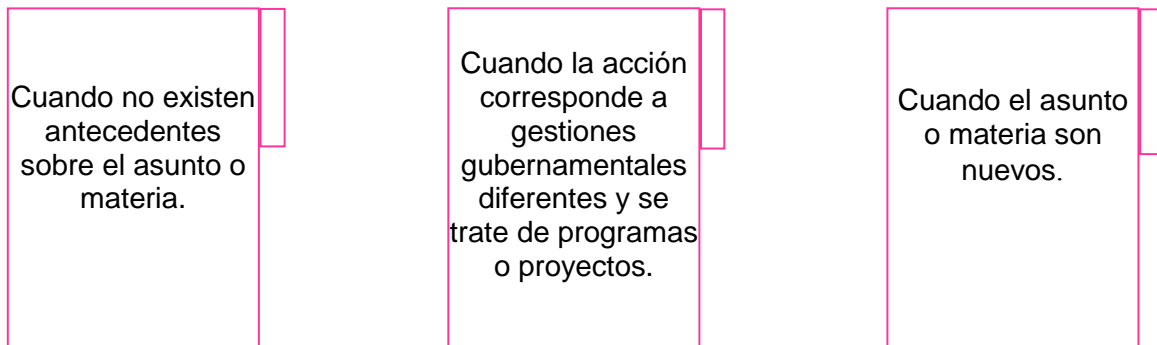 Cuando no existen
antecedentes
sobre el asunto o
materia.
Cuando la acción
corresponde a
gestiones
gubernamentales
diferentes y se
trate de programas
o proyectos.
Cuando el asunto
o materia son
nuevos.